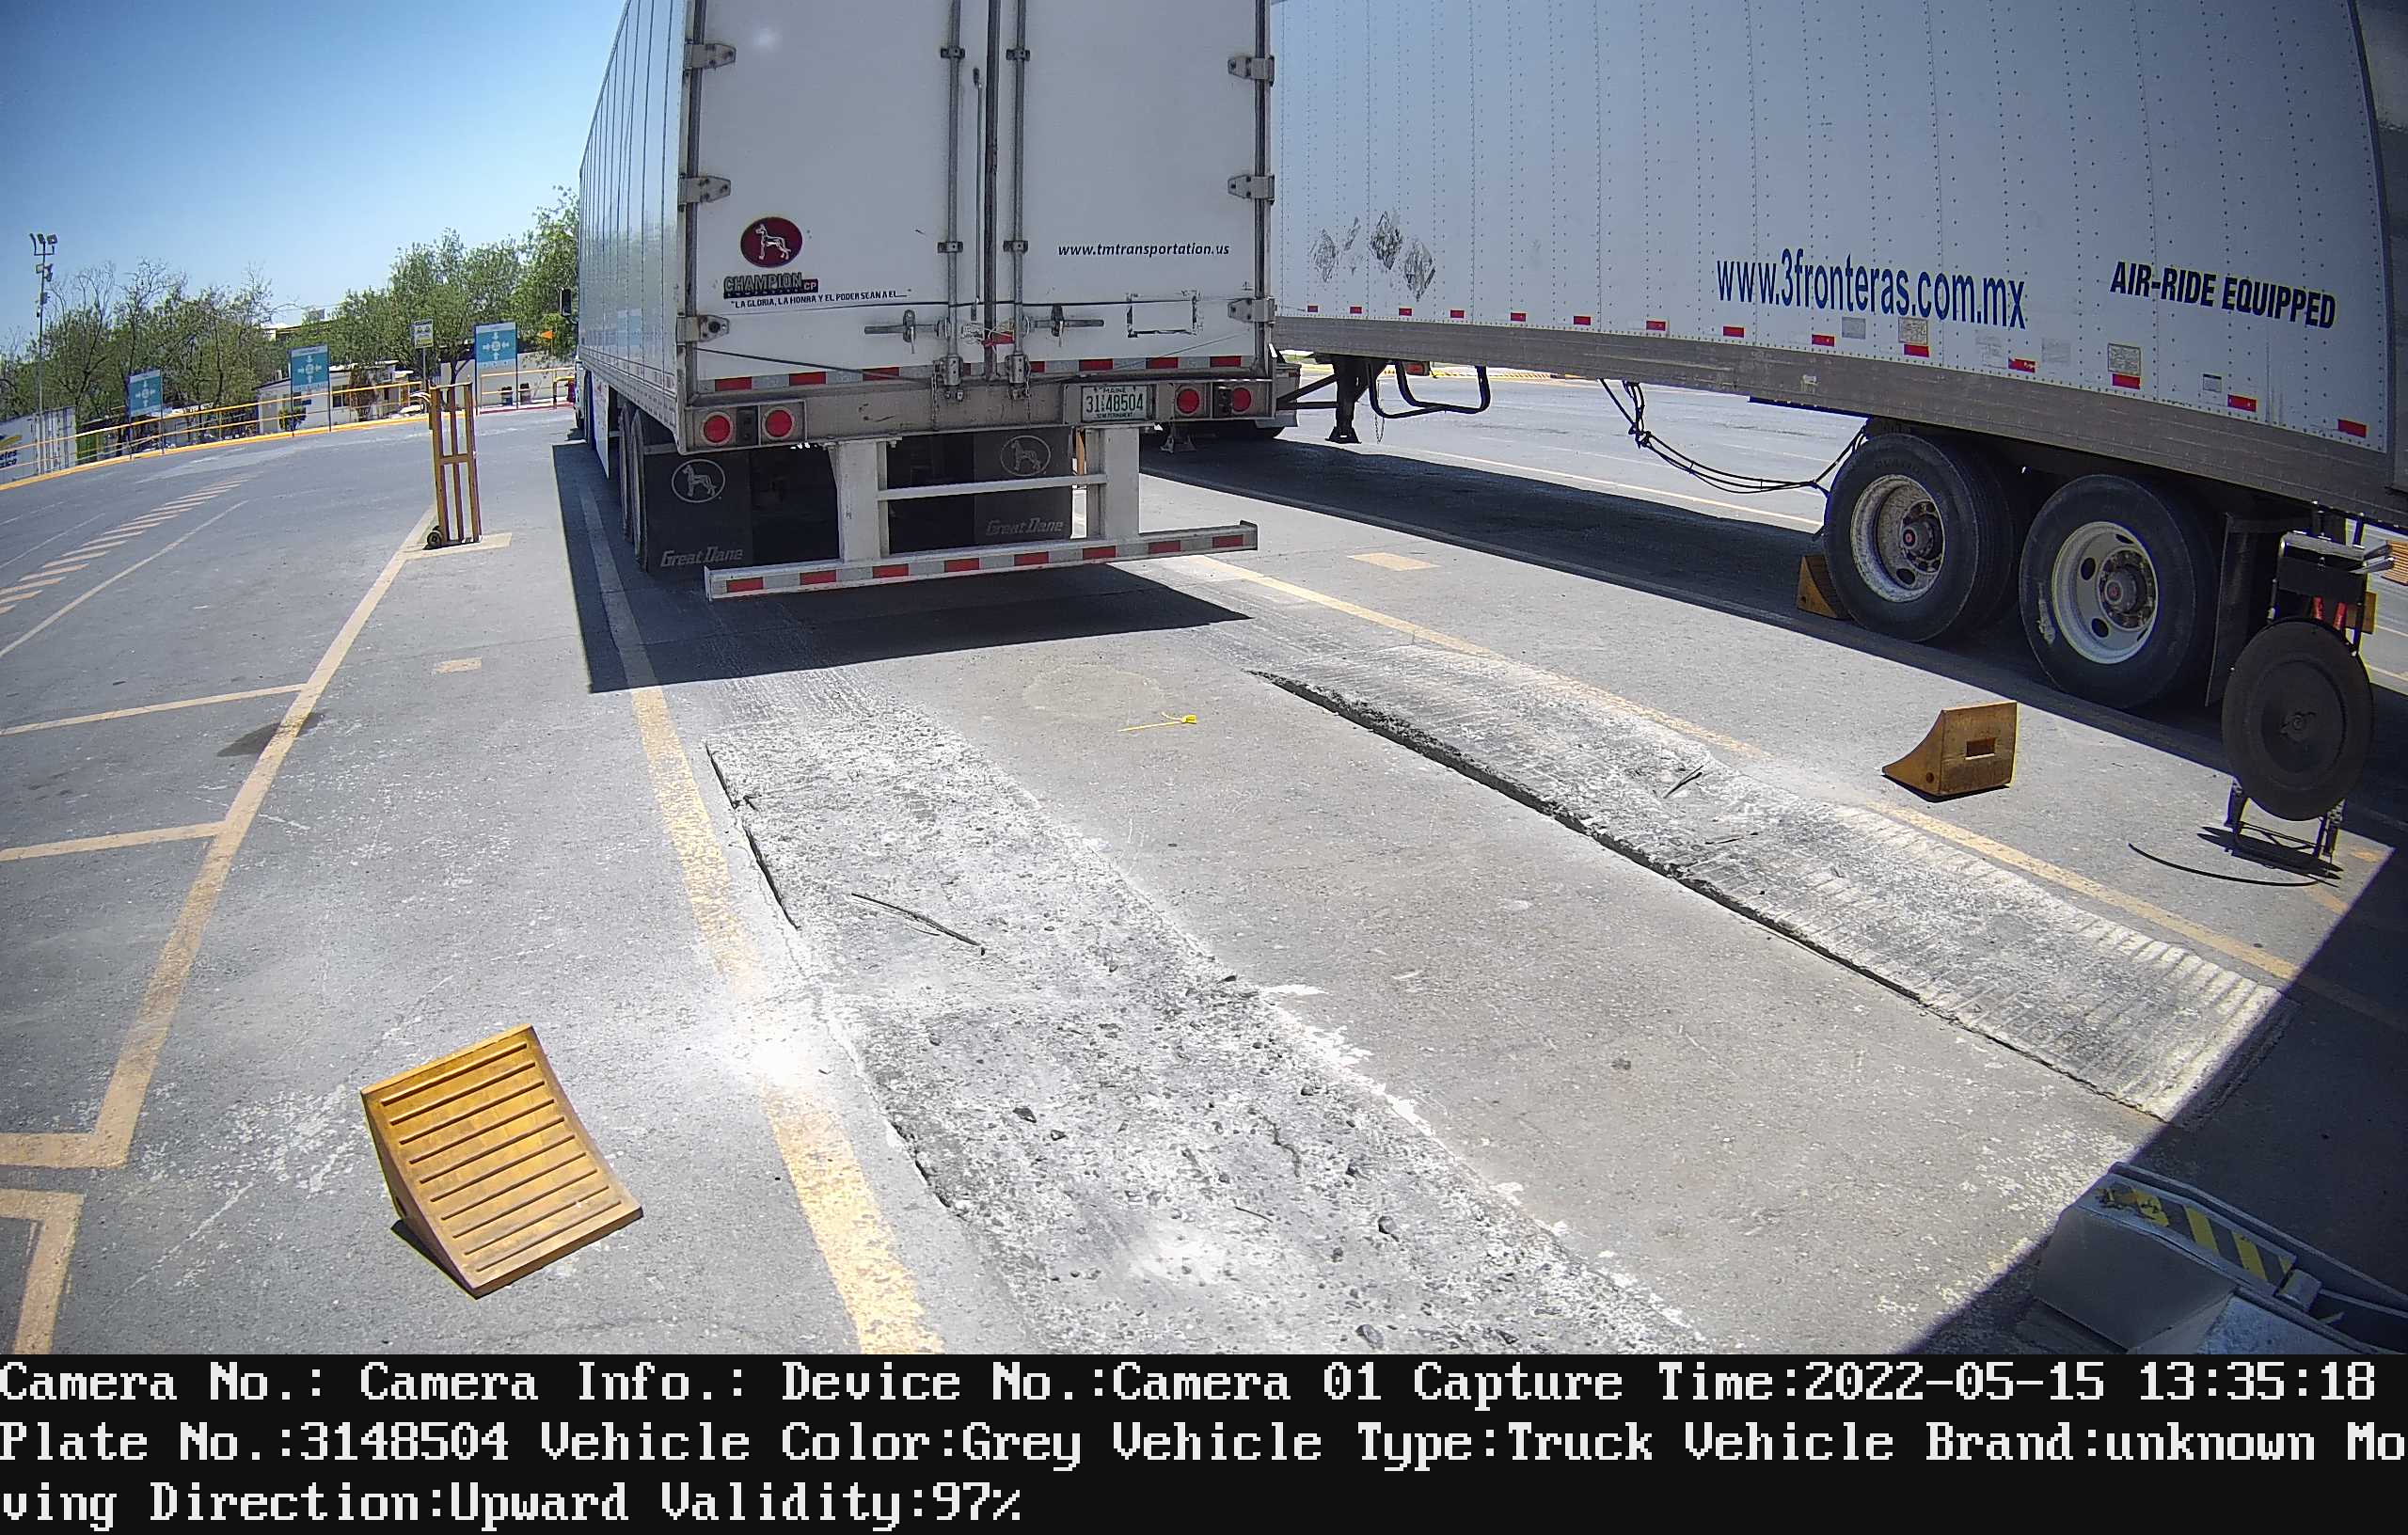 www.tmtransportation.us
CHAMPION CP
"LA GLORIA, LA HONRA Y EL PODER SEAN A EL....."
MAINE
3148504
Great Dane
Great Dane
www.3fronteras.com.mx
AIR-RIDE EQUIPPED
Camera No.: Camera Info.: Device No.:Camera 01 Capture Time:2022-05-15 13:35:18
Plate No.:3148504 Vehicle Color:Grey Vehicle Type:Truck Vehicle Brand:unknown Mo
ving Direction:Upward Validity:97%